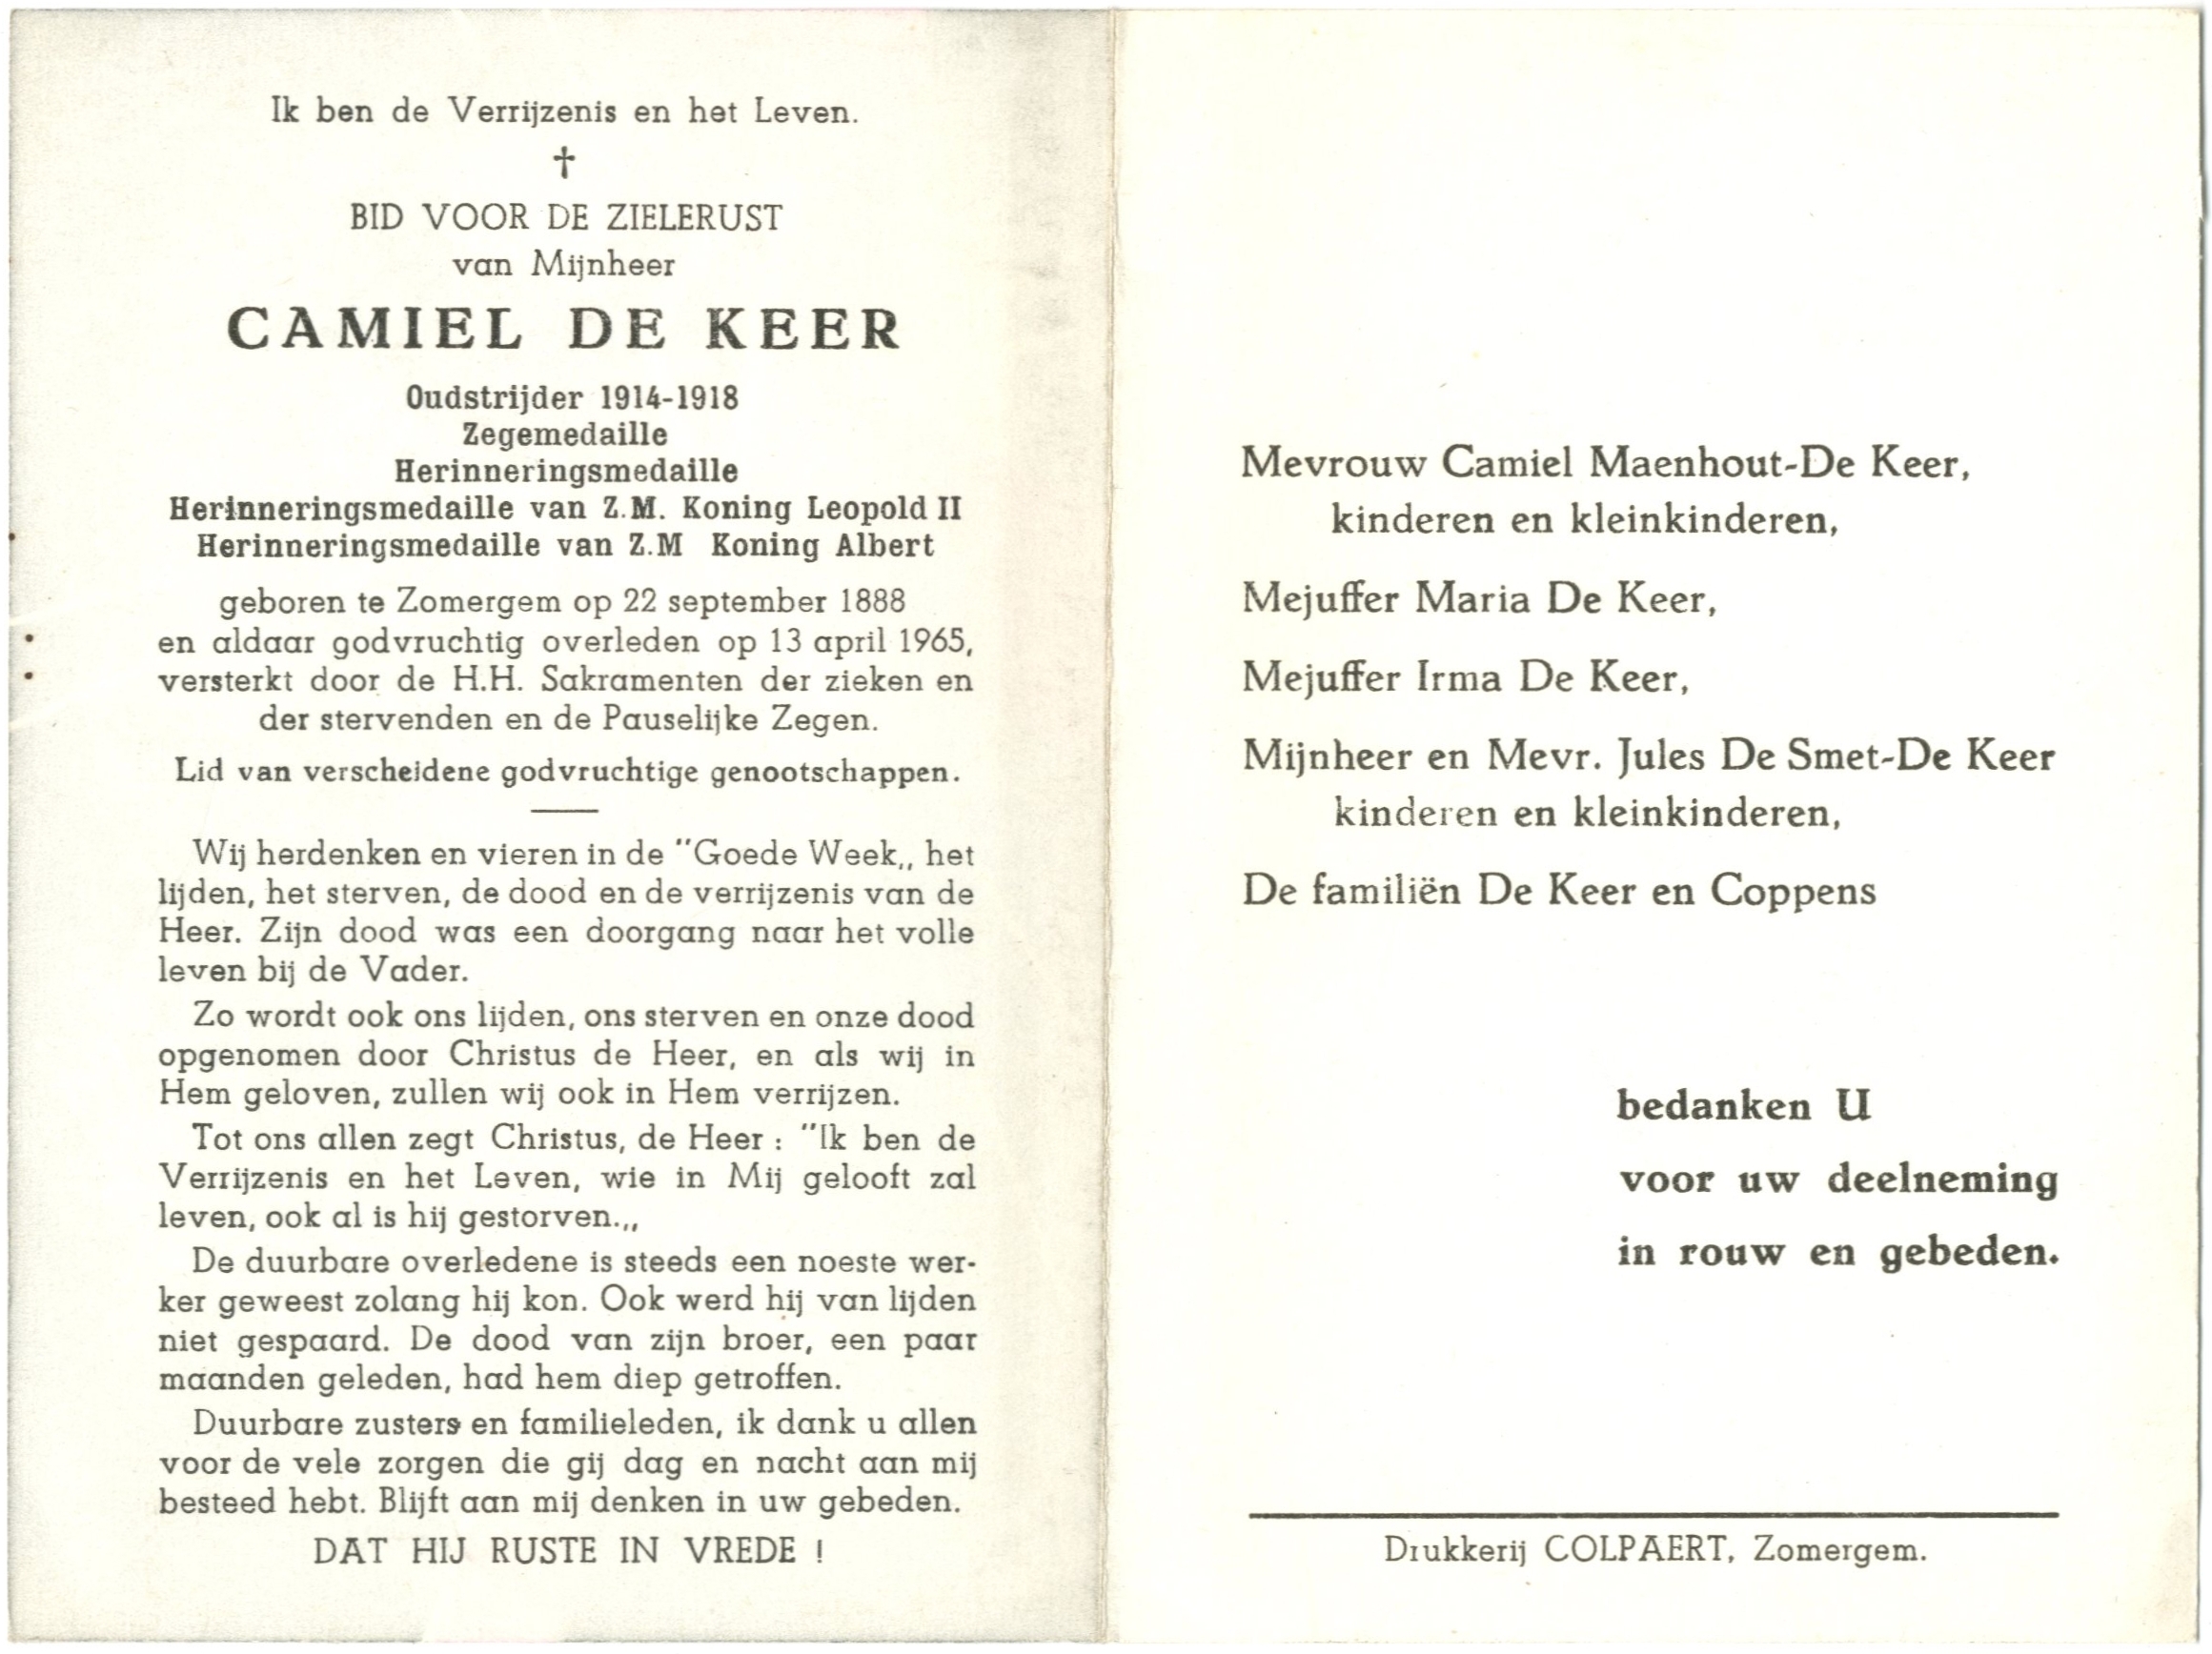 Ik ben de Verrijzenis en het Leven.
†
BID VOOR DE ZIELERUST
van Mijnheer
CAMIEL DE KEER
Oudstrijder 1914-1918
Zegemedaille
Herinneringsmedaille
Herinneringsmedaille van Z.M. Koning Leopold II
Herinneringsmedaille van Z.M Koning Albert
geboren te Zomergem op 22 september 1888
en aldaar godvruchtig overleden op 13 april 1965,
versterkt door de H.H. Sakramenten der zieken en
der stervenden en de Pauselijke Zegen.
Lid van verscheidene godvruchtige genootschappen.
Wij herdenken en vieren in de "Goede Week„ het
lijden, het sterven, de dood en de verrijzenis van de
Heer. Zijn dood was een doorgang naar het volle
leven bij de Vader.
Zo wordt ook ons lijden, ons sterven en onze dood
opgenomen door Christus de Heer, en als wij in
Hem geloven, zullen wij ook in Hem verrijzen.
Tot ons allen zegt Christus, de Heer : "Ik ben de
Verrijzenis en het Leven, wie in Mij gelooft zal
leven, ook al is hij gestorven.„
De duurbare overledene is steeds een noeste wer-
ker geweest zolang hij kon. Ook werd hij van lijden
niet gespaard. De dood van zijn broer, een paar
maanden geleden, had hem diep getroffen.
Duurbare zusters en familieleden, ik dank u allen
voor de vele zorgen die gij dag en nacht aan mij
besteed hebt. Blijft aan mij denken in uw gebeden.
DAT HIJ RUSTE IN VREDE !
Mevrouw Camiel Maenhout-De Keer,
kinderen en kleinkinderen,
Mejuffer Maria De Keer,
Mejuffer Irma De Keer,
Mijnheer en Mevr. Jules De Smet-De Keer
kinderen en kleinkinderen,
De familiën De Keer en Coppens
bedanken U
voor uw deelneming
in rouw en gebeden.
Drukkerij COLPAERT, Zomergem.